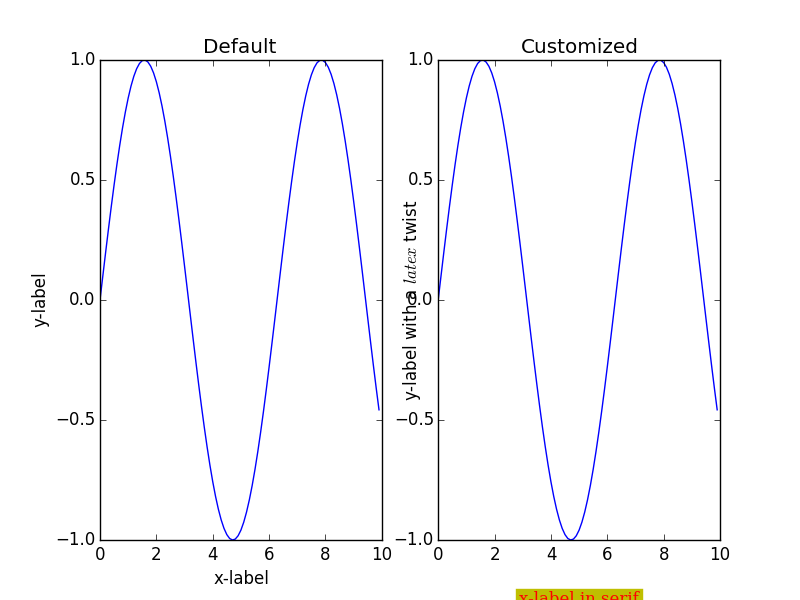 Default
1.0
0.5
0.0
−0.5
−1.0
y-label
0 2 4 6 8 10
x-label
Customized
1.0
0.5
0.0
−0.5
−1.0
y-label with a latex twist
0 2 4 6 8 10
x-label in serif